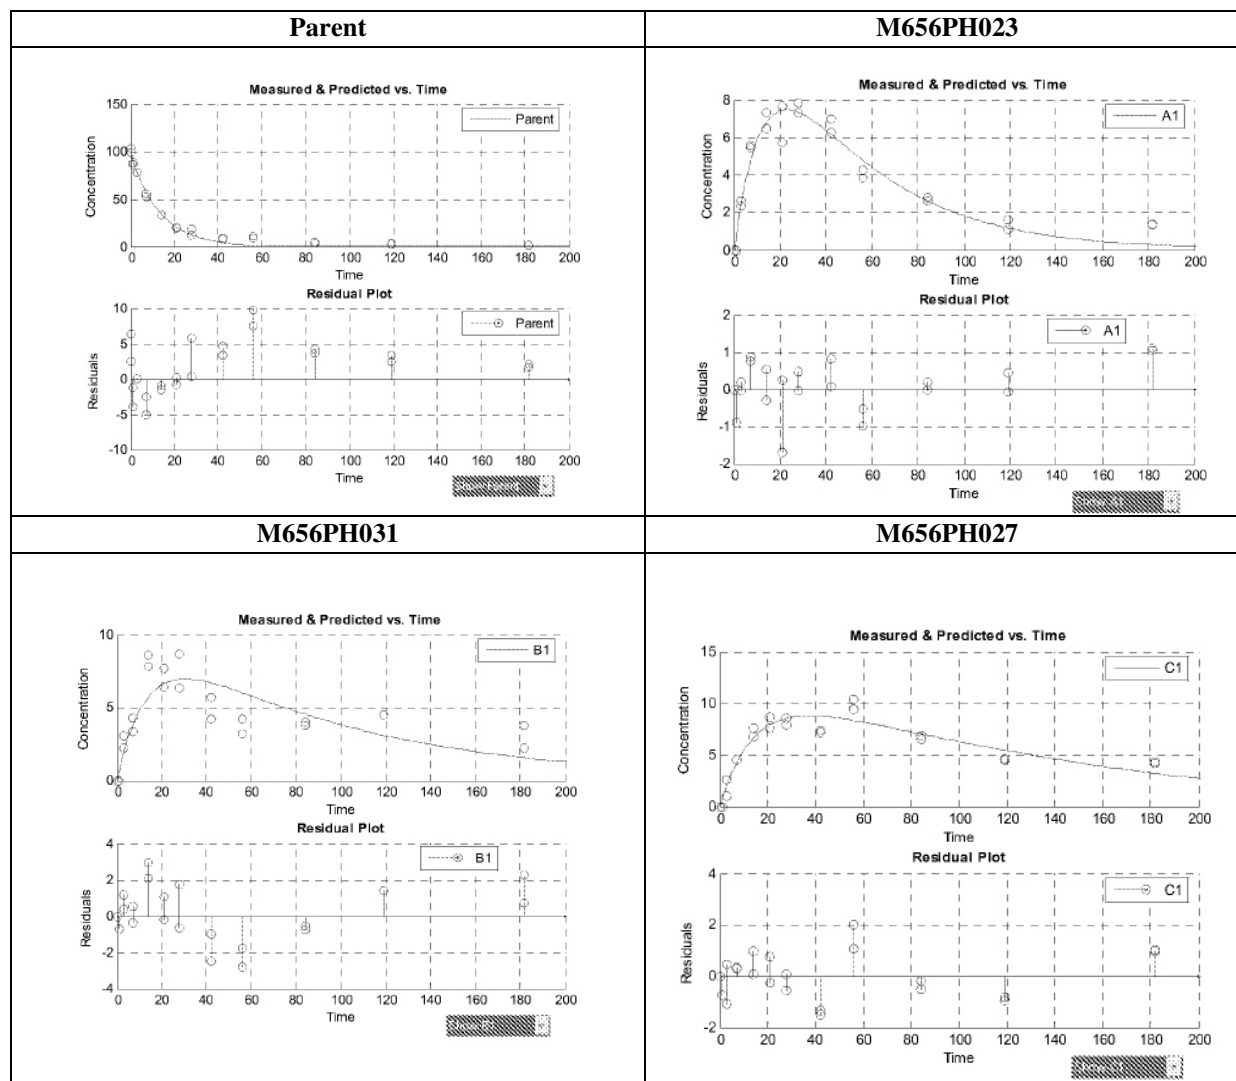 Parent
M656PH023
Measured & Predicted vs. Time
150
100
50
0
Concentration
Parent
0 20 40 60 80 100 120 140 160 180 200
Time
Residual Plot
10
5
0
-5
-10
Residuals
Parent
0 20 40 60 80 100 120 140 160 180 200
Time
Measured & Predicted vs. Time
8
6
4
2
0
Concentration
A1
0 20 40 60 80 100 120 140 160 180 200
Time
Residual Plot
2
1
0
-1
-2
Residuals
A1
0 20 40 60 80 100 120 140 160 180 200
Time
M656PH031
M656PH027
Measured & Predicted vs. Time
10
5
0
Concentration
B1
0 20 40 60 80 100 120 140 160 180 200
Time
Residual Plot
4
2
0
-2
-4
Residuals
B1
0 20 40 60 80 100 120 140 160 180 200
Time
Measured & Predicted vs. Time
15
10
5
0
Concentration
C1
0 20 40 60 80 100 120 140 160 180 200
Time
Residual Plot
4
2
0
-2
Residuals
C1
0 20 40 60 80 100 120 140 160 180 200
Time